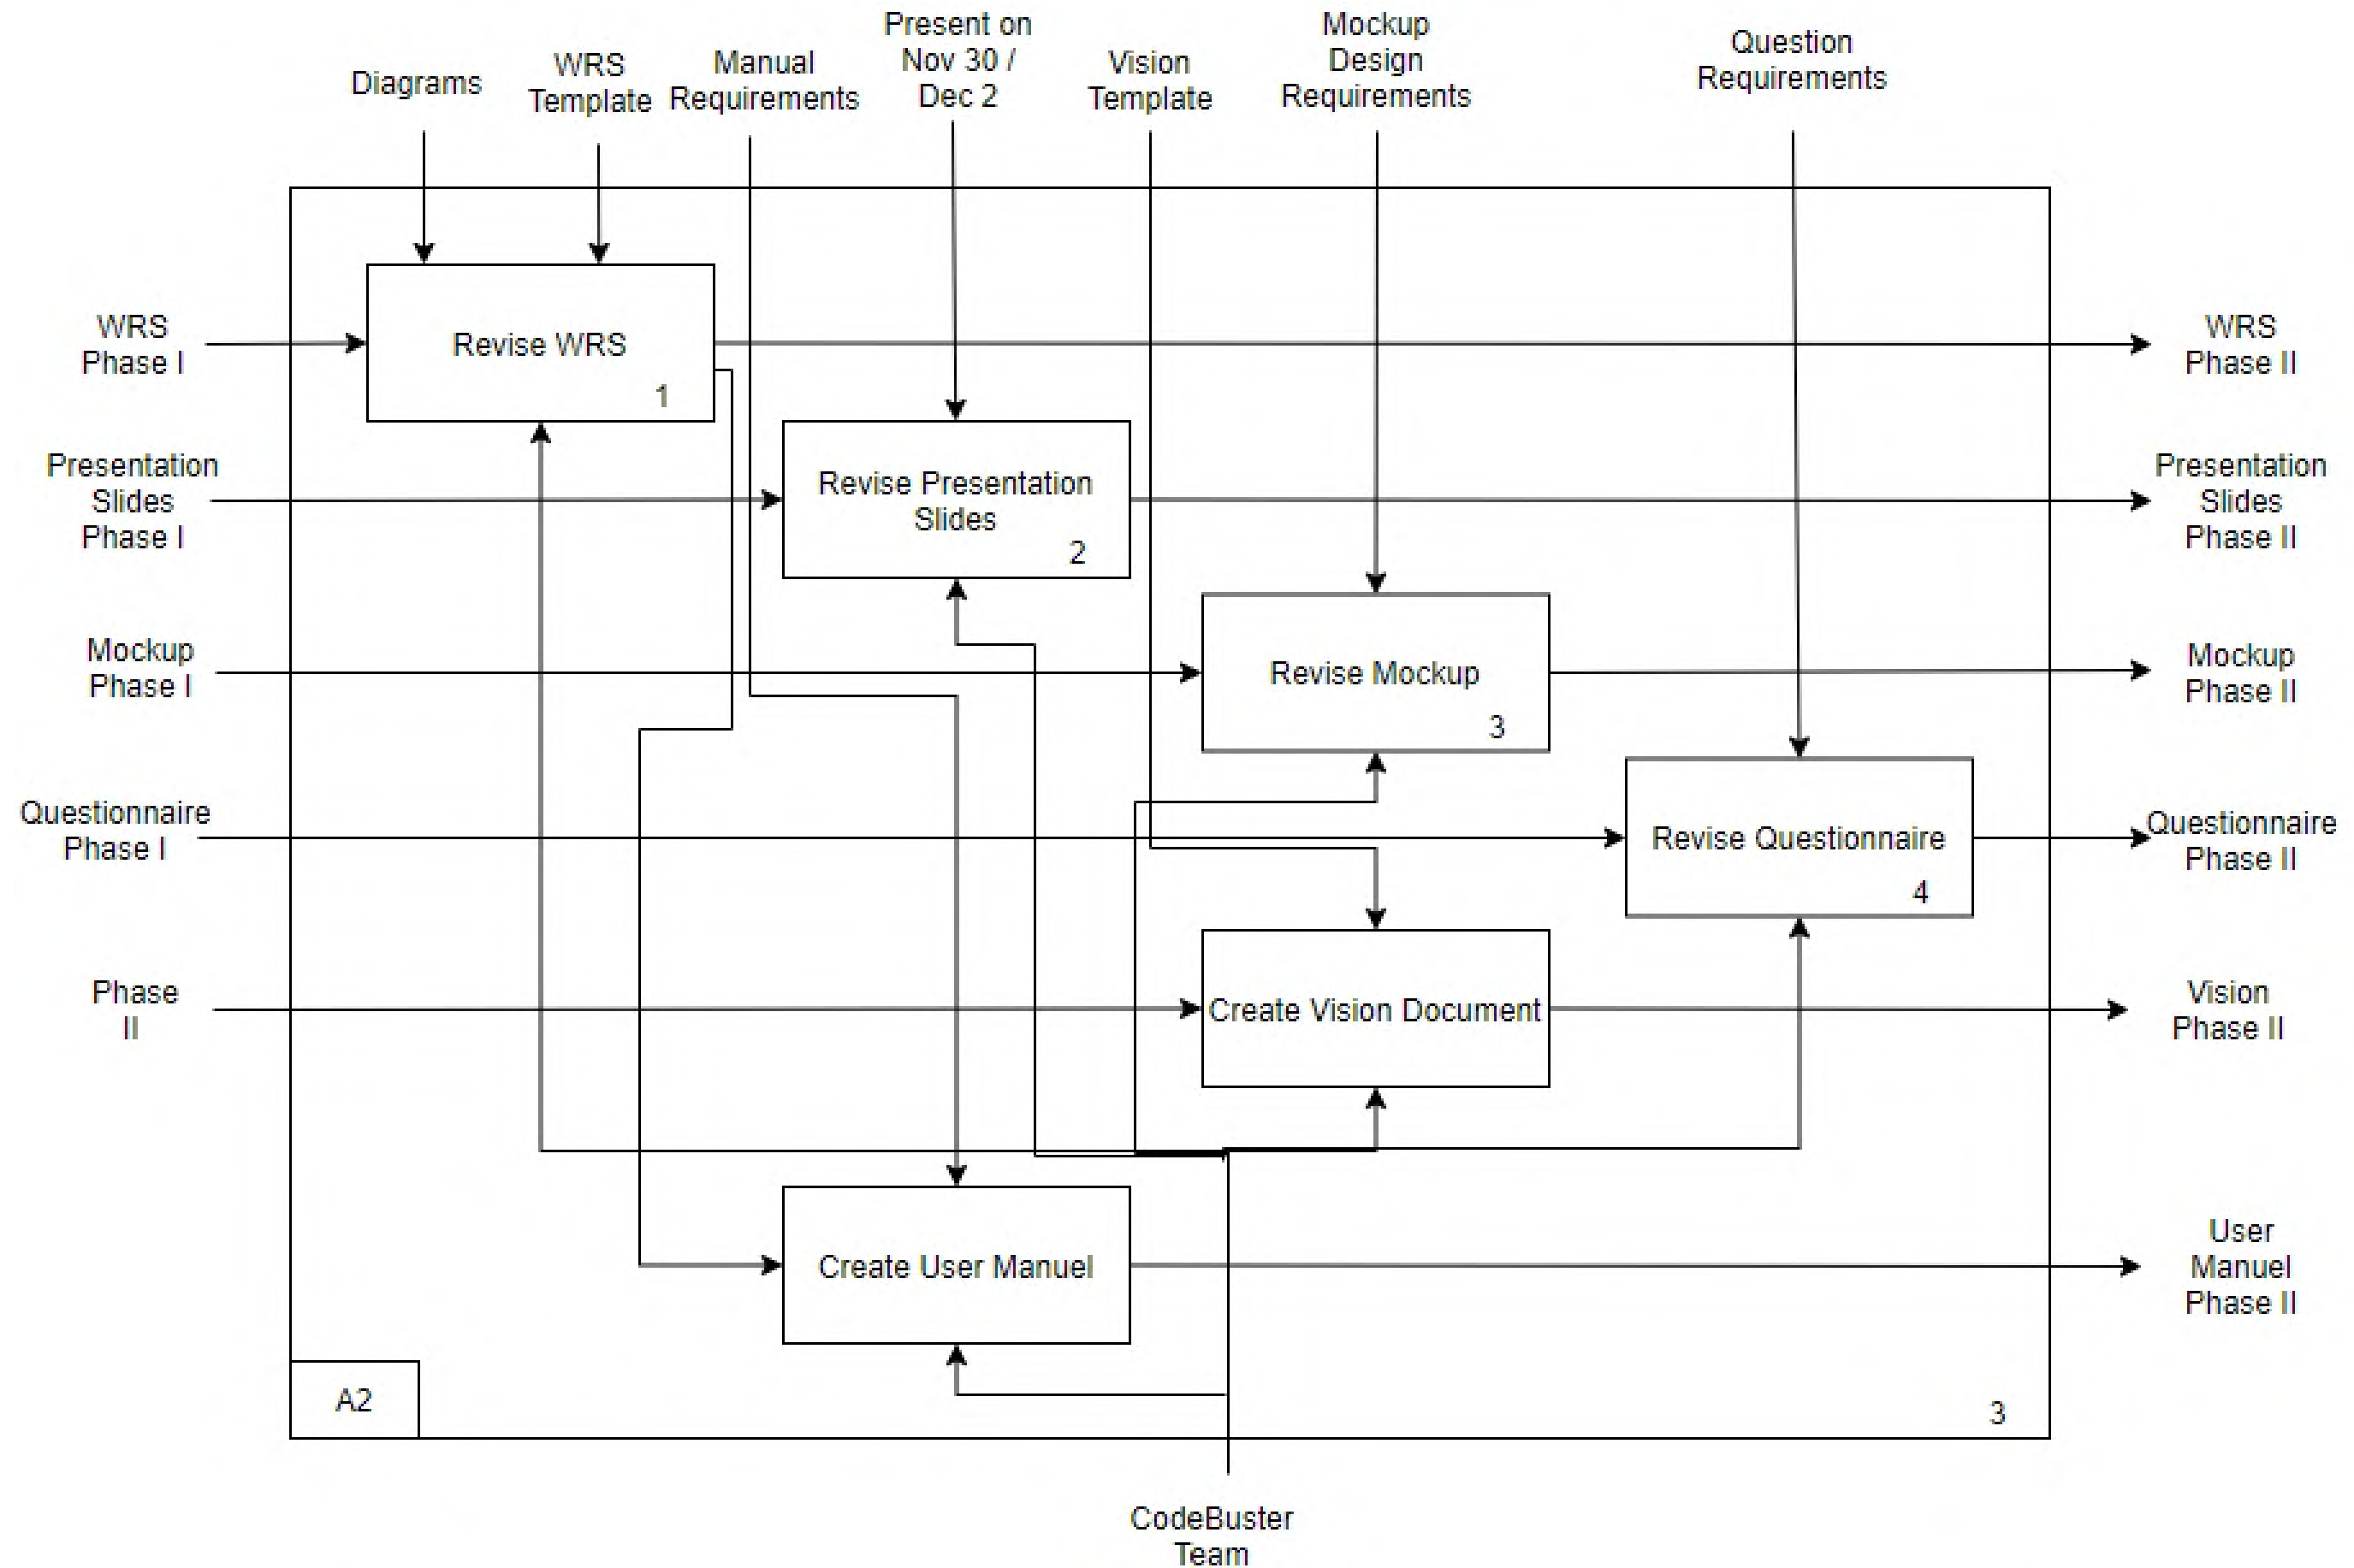 Diagrams
WRS
Template
Manual
Requirements
Present on
Nov 30 /
Dec 2
Vision
Template
Mockup
Design
Requirements
Question
Requirements
WRS
Phase I
Revise WRS
1
WRS
Phase II
Presentation
Slides
Phase I
Revise Presentation
Slides
2
Presentation
Slides
Phase II
Mockup
Phase I
Revise Mockup
3
Mockup
Phase II
Questionnaire
Phase I
Revise Questionnaire
4
Questionnaire
Phase II
Phase
II
Create Vision Document
Vision
Phase II
Create User Manuel
User
Manuel
Phase II
A2
3
CodeBuster
Team